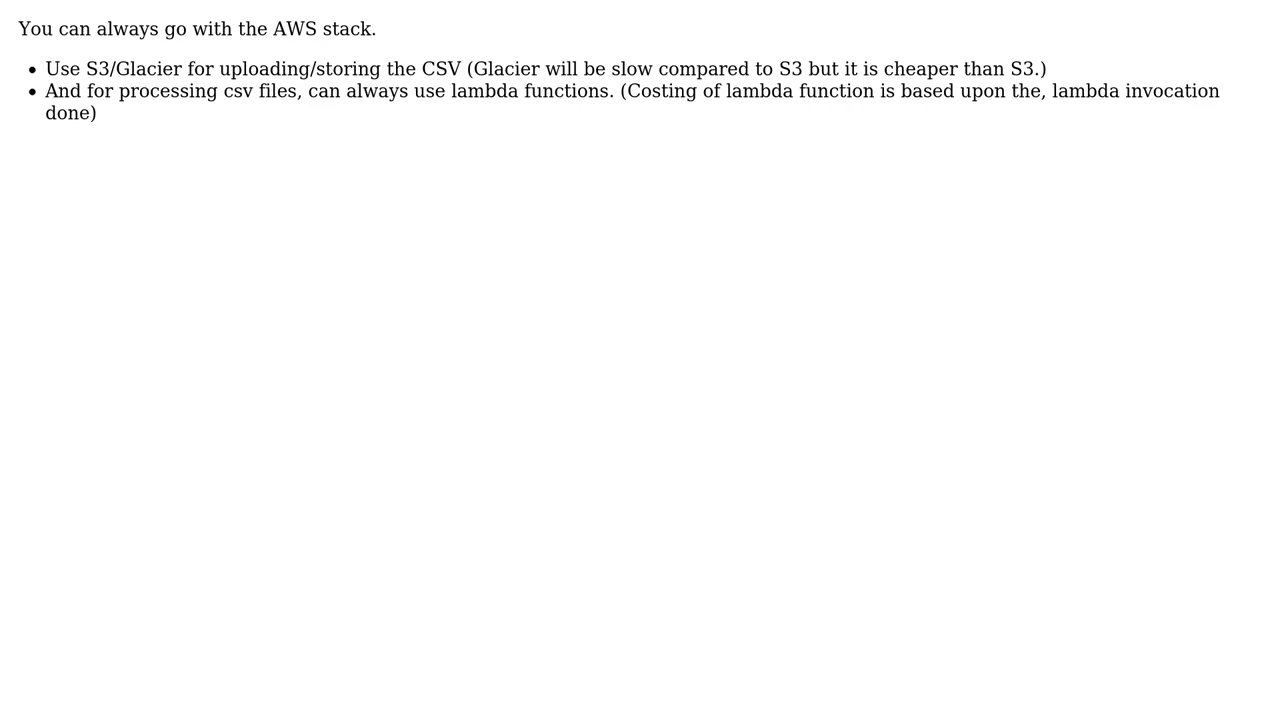 You can always go with the AWS stack.
• Use S3/Glacier for uploading/storing the CSV (Glacier will be slow compared to S3 but it is cheaper than S3.)
• And for processing csv files, can always use lambda functions. (Costing of lambda function is based upon the, lambda invocation
done)